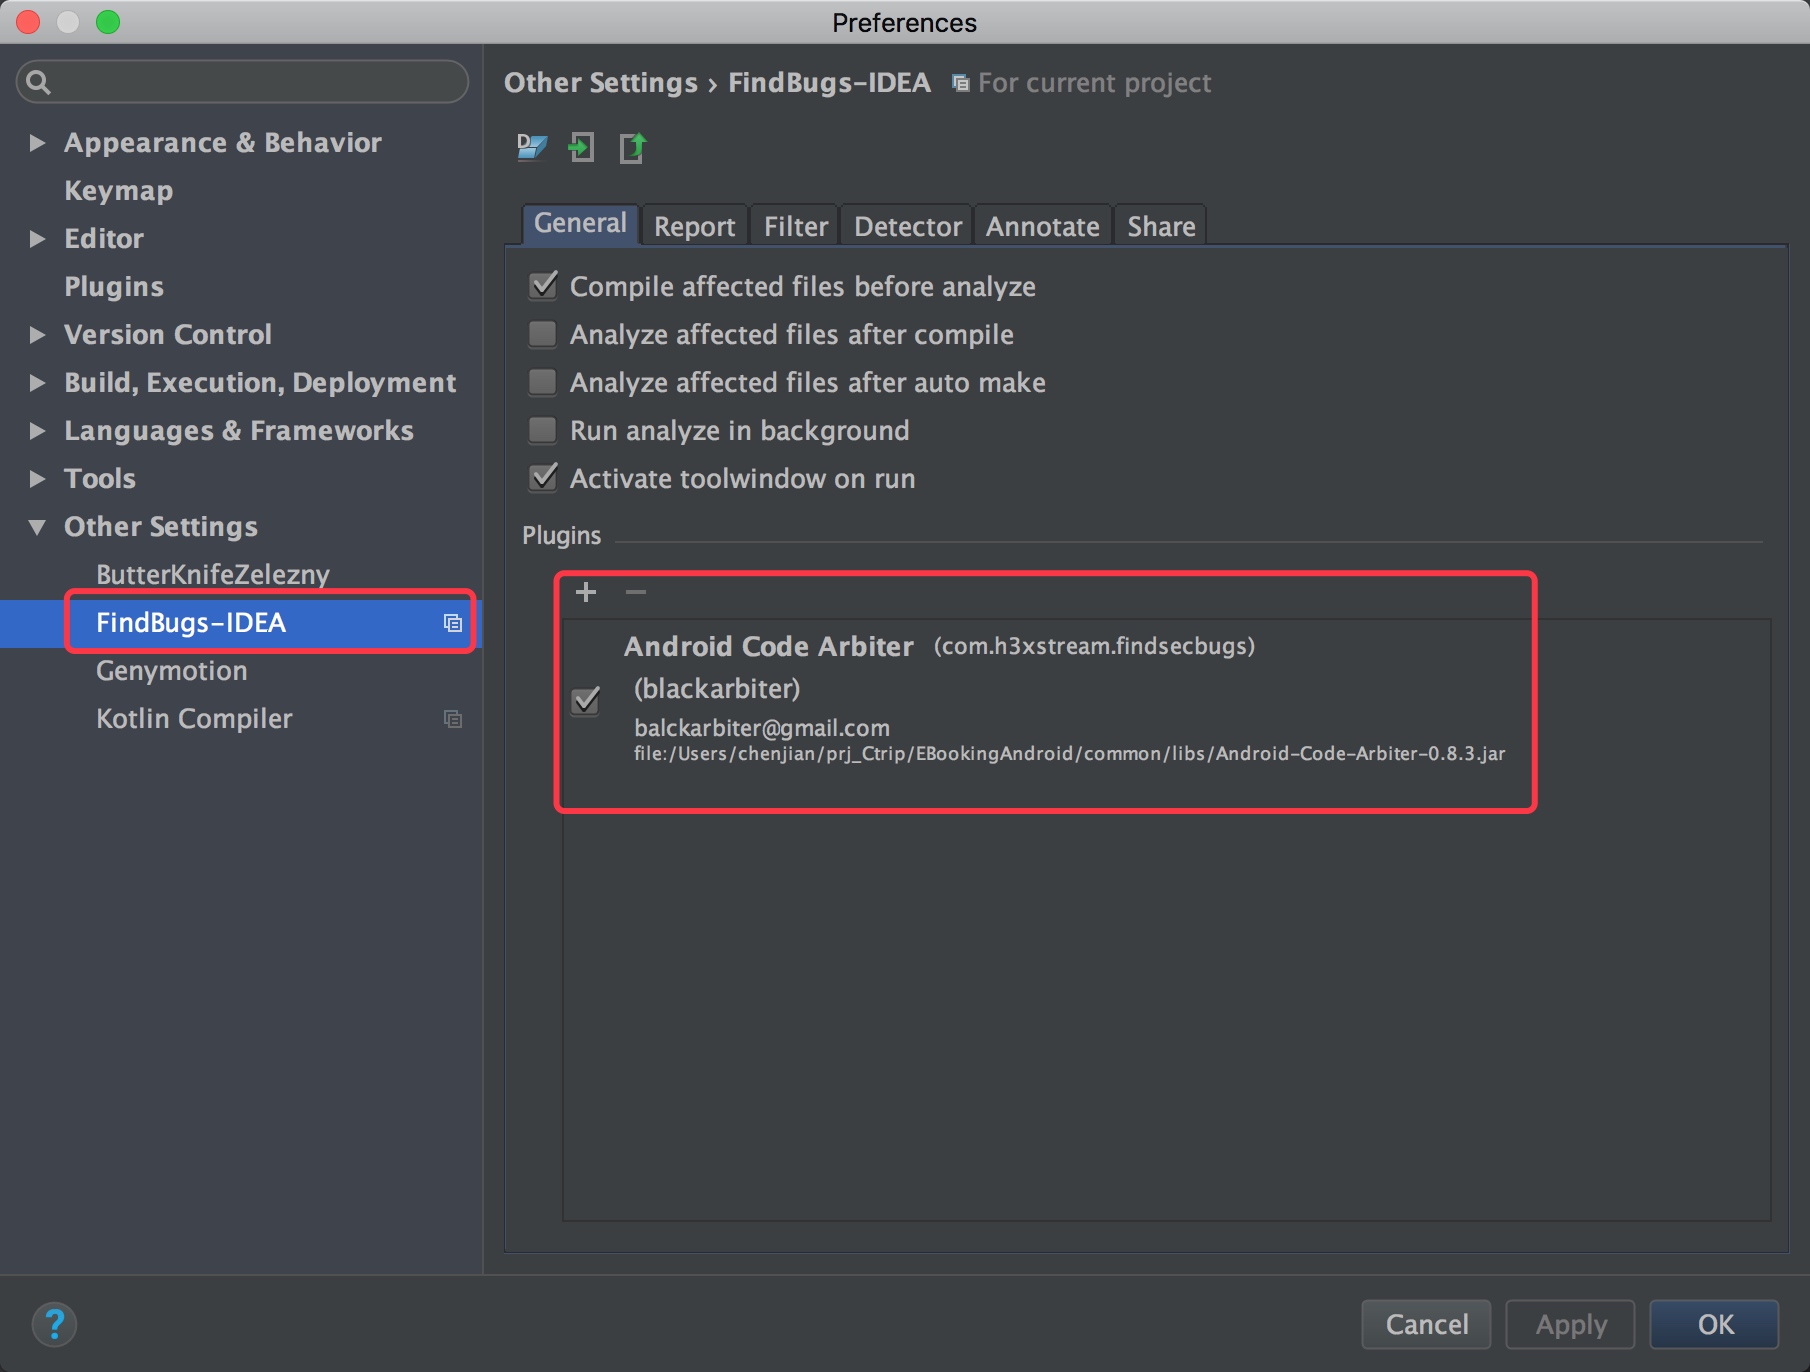 Preferences
Appearance & Behavior
Keymap
Editor
Plugins
Version Control
Build, Execution, Deployment
Languages & Frameworks
Tools
Other Settings
ButterKnifeZelezny
FindBugs-IDEA
Genymotion
Kotlin Compiler
Other Settings › FindBugs-IDEA For current project
General Report Filter Detector Annotate Share
Compile affected files before analyze
Analyze affected files after compile
Analyze affected files after auto make
Run analyze in background
Activate toolwindow on run
Plugins
Android Code Arbiter (com.h3xstream.findsecbugs)
(blackarbiter)
balckarbiter@gmail.com
file:/Users/chenjian/prj_Ctrip/EBookingAndroid/common/libs/Android-Code-Arbiter-0.8.3.jar
? Cancel Apply OK